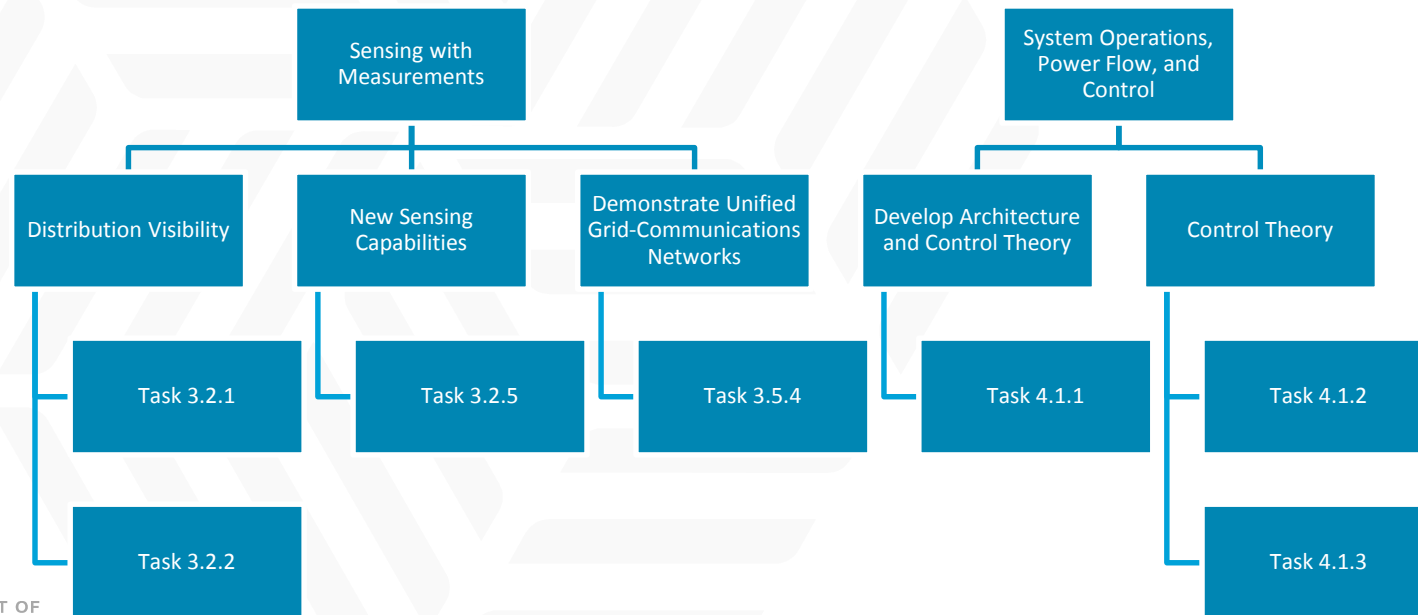 Sensing with
Measurements
System Operations,
Power Flow, and
Control
Distribution Visibility
New Sensing
Capabilities
Demonstrate Unified
Grid-Communications
Networks
Develop Architecture
and Control Theory
Control Theory
Task 3.2.1
Task 3.2.5
Task 3.5.4
Task 4.1.1
Task 4.1.2
Task 3.2.2
Task 4.1.3
T OF